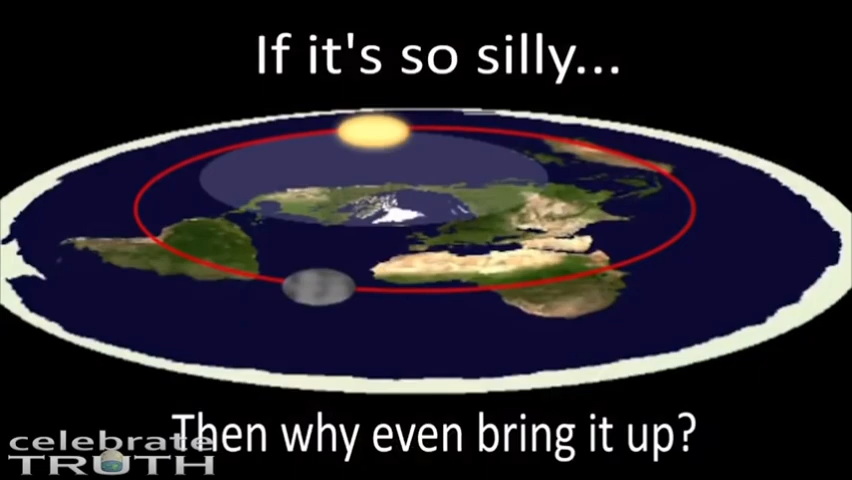 If it's so silly...
Then why even bring it up?
celebrate
TRUTH